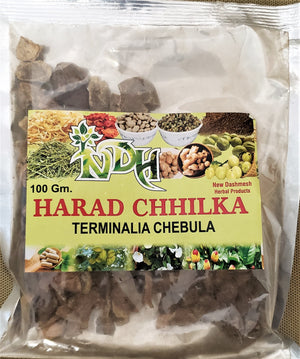 NDH
100 Gm.
New Dashmesh
Herbal Products
HARAD CHHILKA
TERMINALIA CHEBULA